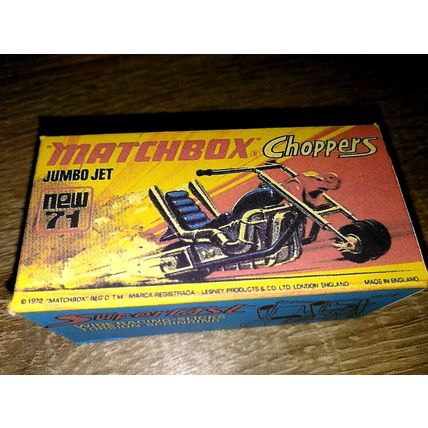 "MATCHBOX"® Choppers
JUMBO JET
new
71
© 1972 "MATCHBOX" REG'D T M MARCA REGISTRADA LESNEY PRODUCTS & CO LTD LONDON ENGLAND MADE IN ENGLAND
Superfast